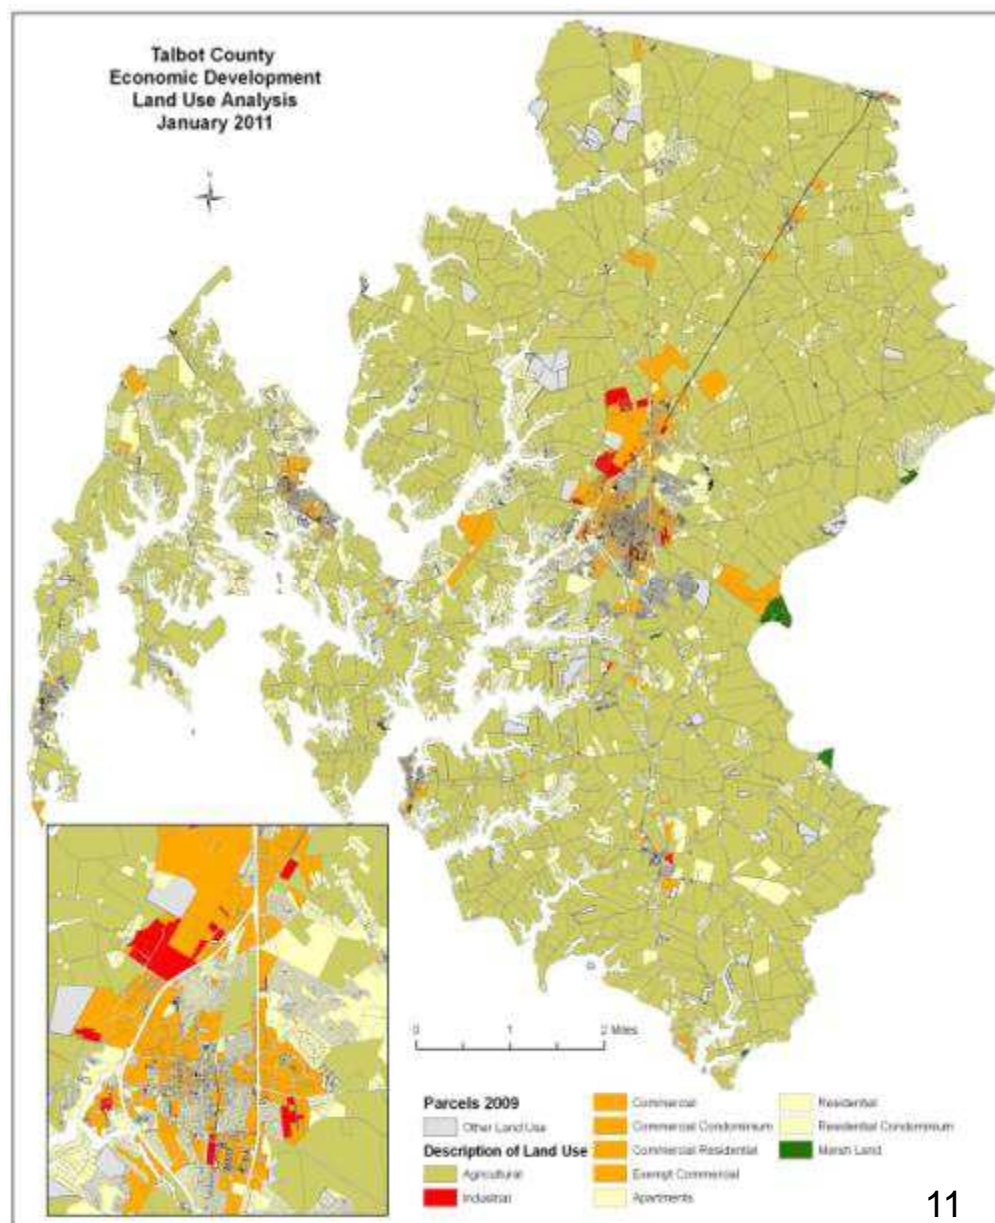 Talbot County
Economic Development
Land Use Analysis
January 2011
N
0 1 2 Miles
Parcels 2009
Other Land Use
Description of Land Use
Agricultural
Industrial
Commercial
Commercial Condominium
Commercial Residential
Exempt Commercial
Apartments
Residential
Residential Condominium
Marsh Land
11